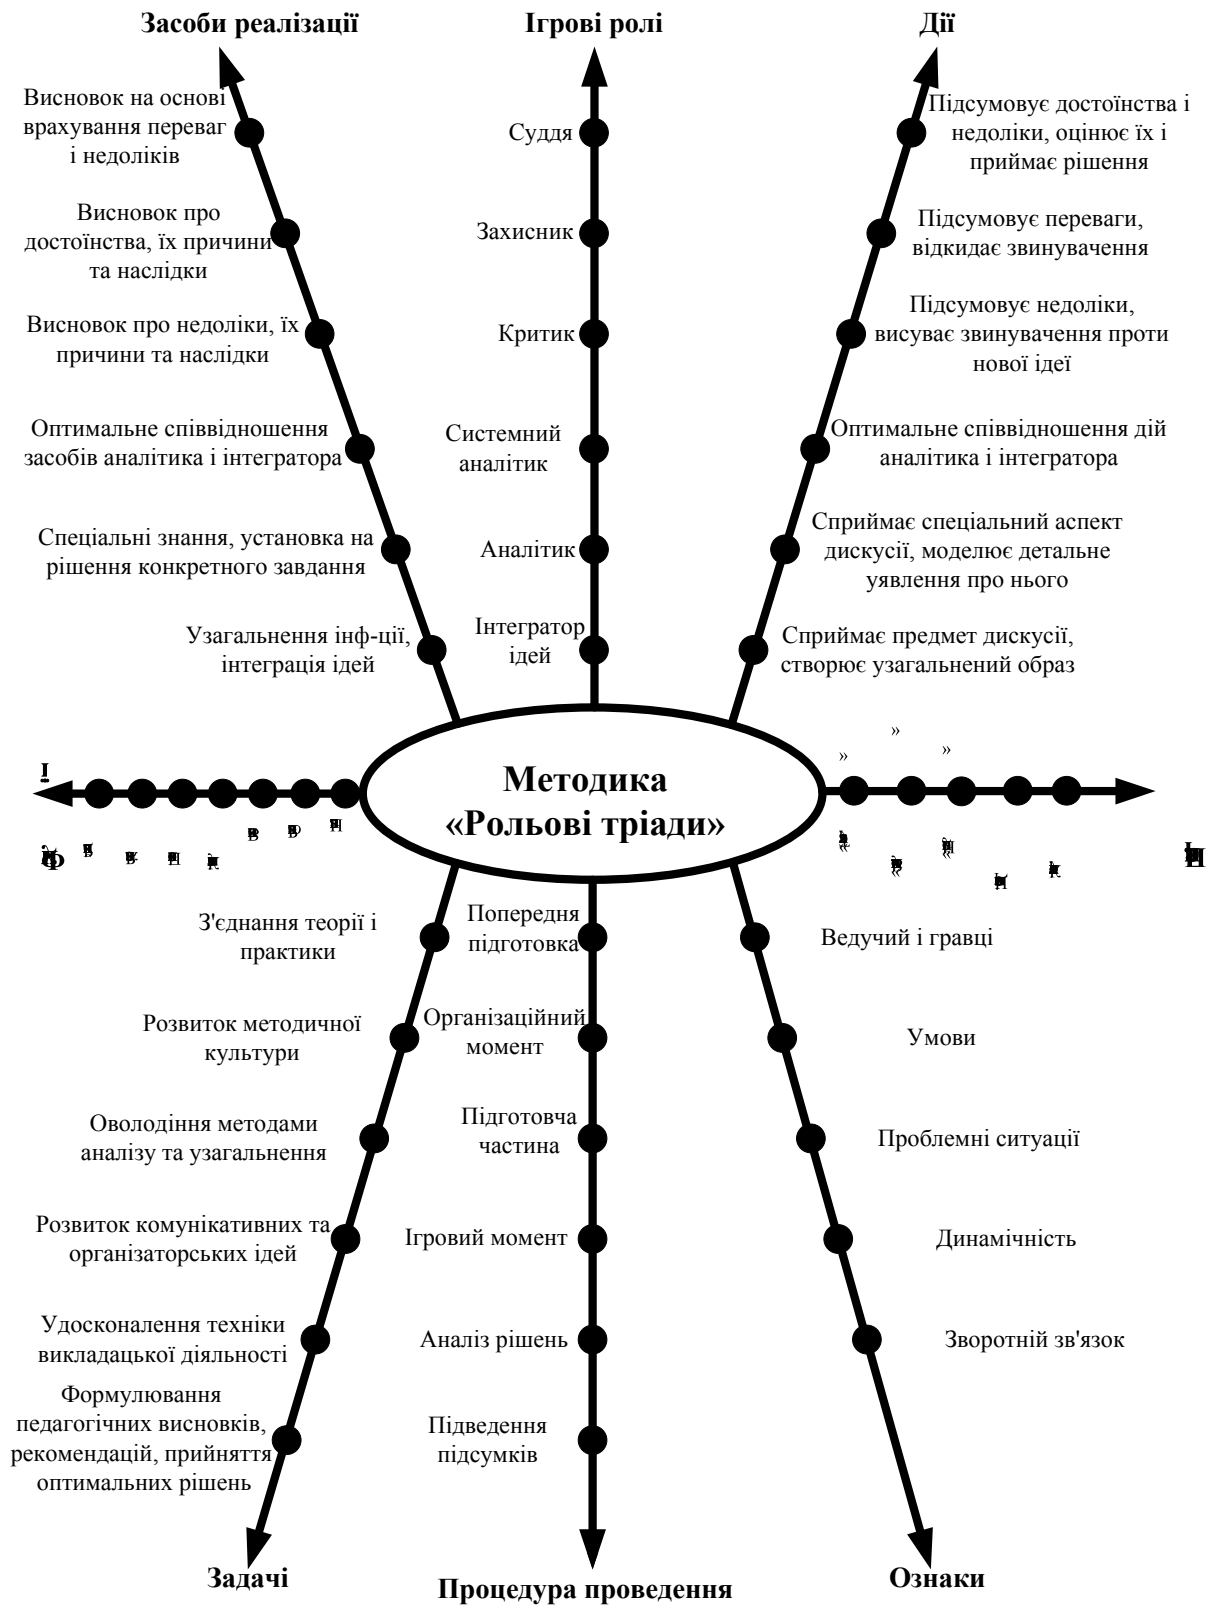 Засоби реалізації
Ігрові ролі
Дії
Висновок на основі
врахування переваг
і недоліків
Суддя
Підсумовує достоїнства і
недоліки, оцінює їх і
приймає рішення
Висновок про
достоїнства, їх причини
та наслідки
Захисник
Підсумовує переваги,
відкидає звинувачення
Висновок про недоліки, їх
причини та наслідки
Критик
Підсумовує недоліки,
висуває звинувачення проти
нової ідеї
Оптимальне співвідношення
засобів аналітика і інтегратора
Системний
аналітик
Оптимальне співвідношення дій
аналітика і інтегратора
Спеціальні знання, установка на
рішення конкретного завдання
Аналітик
Сприймає спеціальний аспект
дискусії, моделює детальне
уявлення про нього
Узагальнення інф-ції,
інтеграція ідей
Інтегратор
ідей
Сприймає предмет дискусії,
створює узагальнений образ
Методика
«Рольові тріади»
З'єднання теорії і
практики
Попередня
підготовка
Ведучий і гравці
Розвиток методичної
культури
Організаційний
момент
Умови
Оволодіння методами
аналізу та узагальнення
Підготовча
частина
Проблемні ситуації
Розвиток комунікативних та
організаторських ідей
Ігровий момент
Динамічність
Удосконалення техніки
викладацької діяльності
Аналіз рішень
Зворотній зв'язок
Формулювання
педагогічних висновків,
рекомендацій, прийняття
оптимальних рішень
Підведення
підсумків
Задачі
Процедура проведення
Ознаки